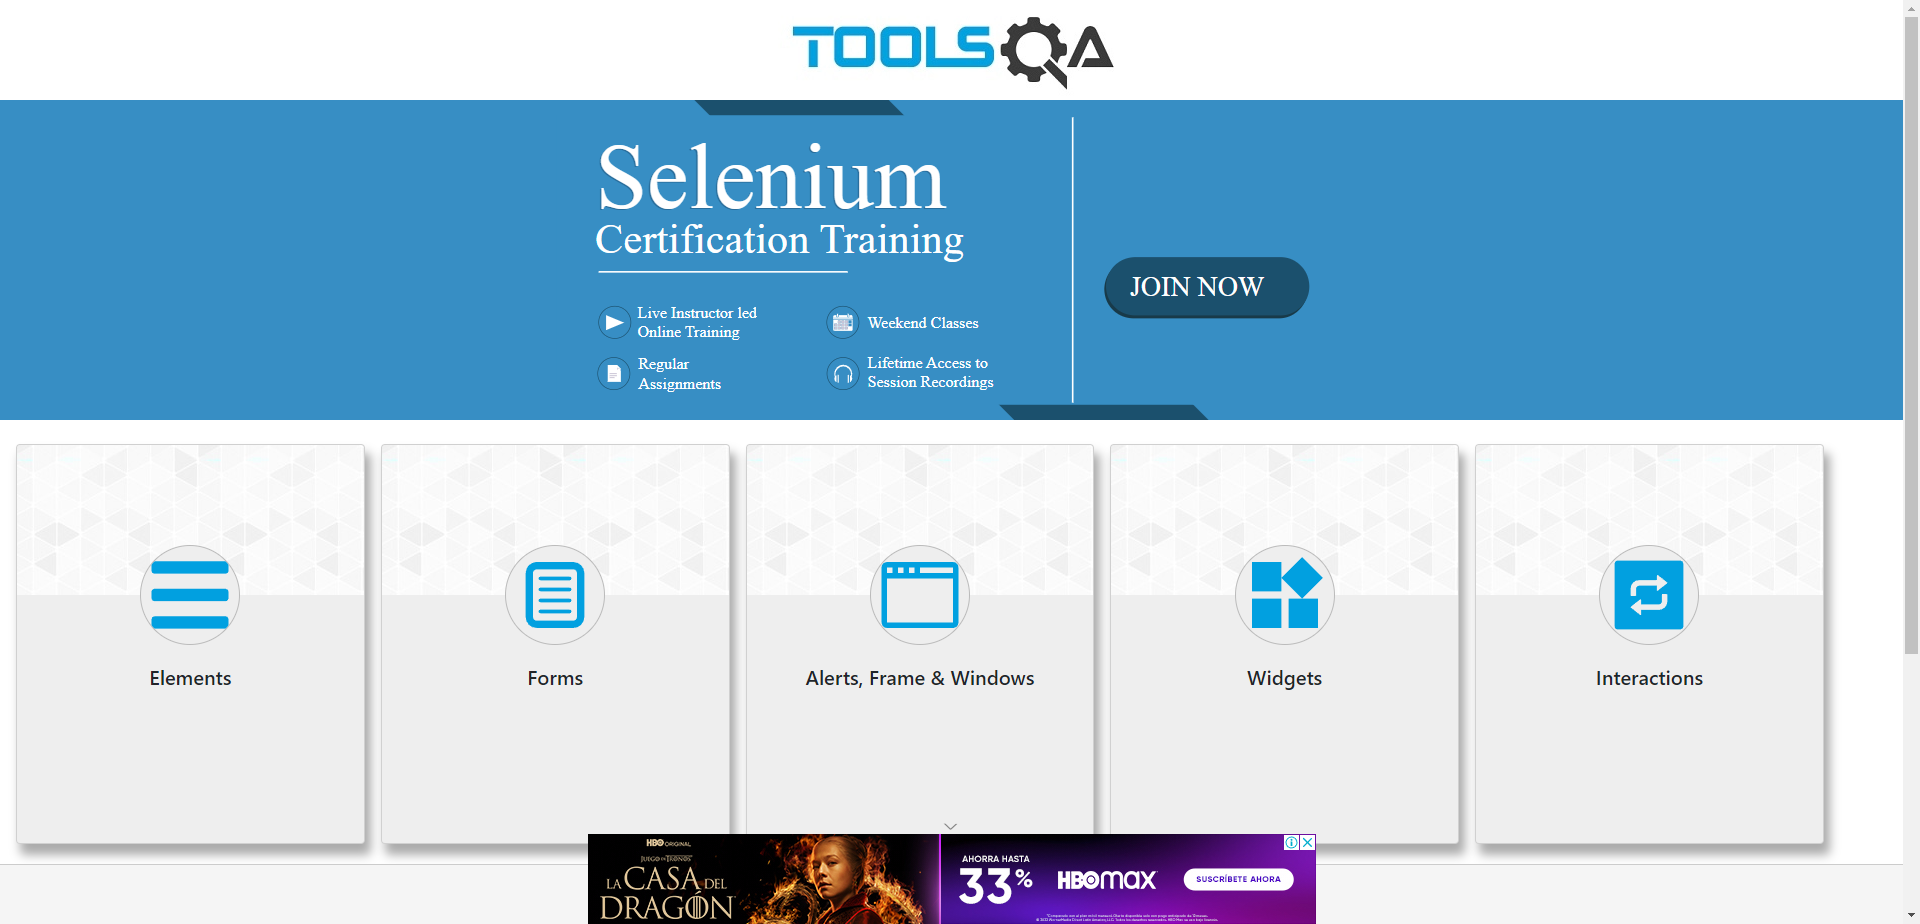 TOOLSQA
Selenium
Certification Training
JOIN NOW
Live Instructor led
Online Training
Weekend Classes
Regular
Assignments
Lifetime Access to
Session Recordings
Elements
Forms
Alerts, Frame & Windows
Widgets
Interactions
HBO ORIGINAL
JUEGO DE TRONOS
LA CASA DEL
DRAGÓN
AHORRA HASTA
33%
HBOMAX
SUSCRÍBETE AHORA